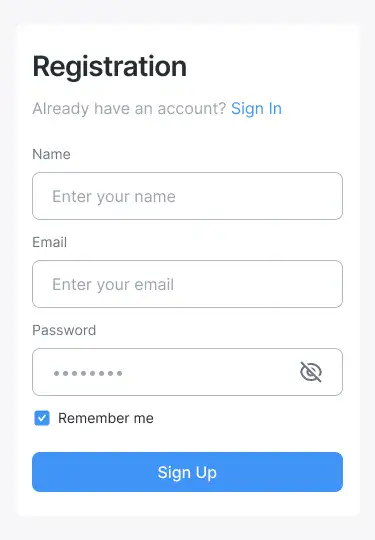 Registration
Already have an account? Sign In
Name
Enter your name
Email
Enter your email
Password
••••••••
Remember me
Sign Up